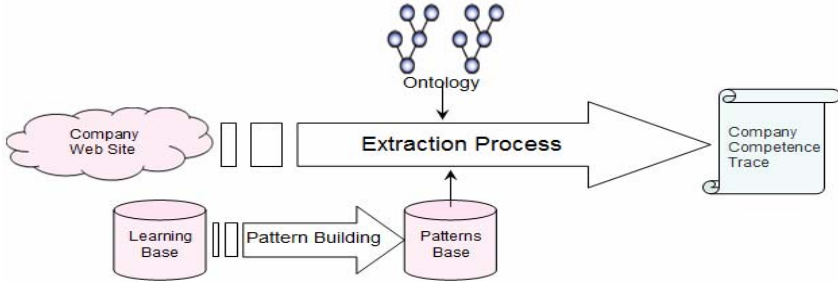 Ontology
Company
Web Site
Extraction Process
Company
Competence
Trace
Learning
Base
Pattern Building
Patterns
Base